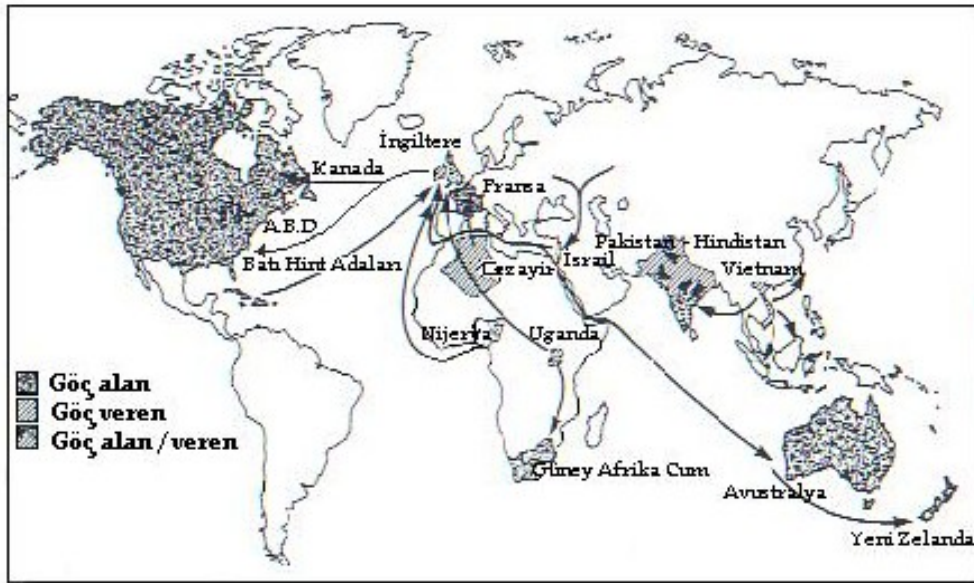 İngiltere
Kanada
Fransa
A.B.D
Batı Hint Adaları
Pakistan - Hindistan
İsrail
Cezayir
Vietnam
Nijerya
Uganda
Göç alan
Göç veren
Göç alan / veren
Güney Afrika Cum
Avustralya
Yeni Zelanda